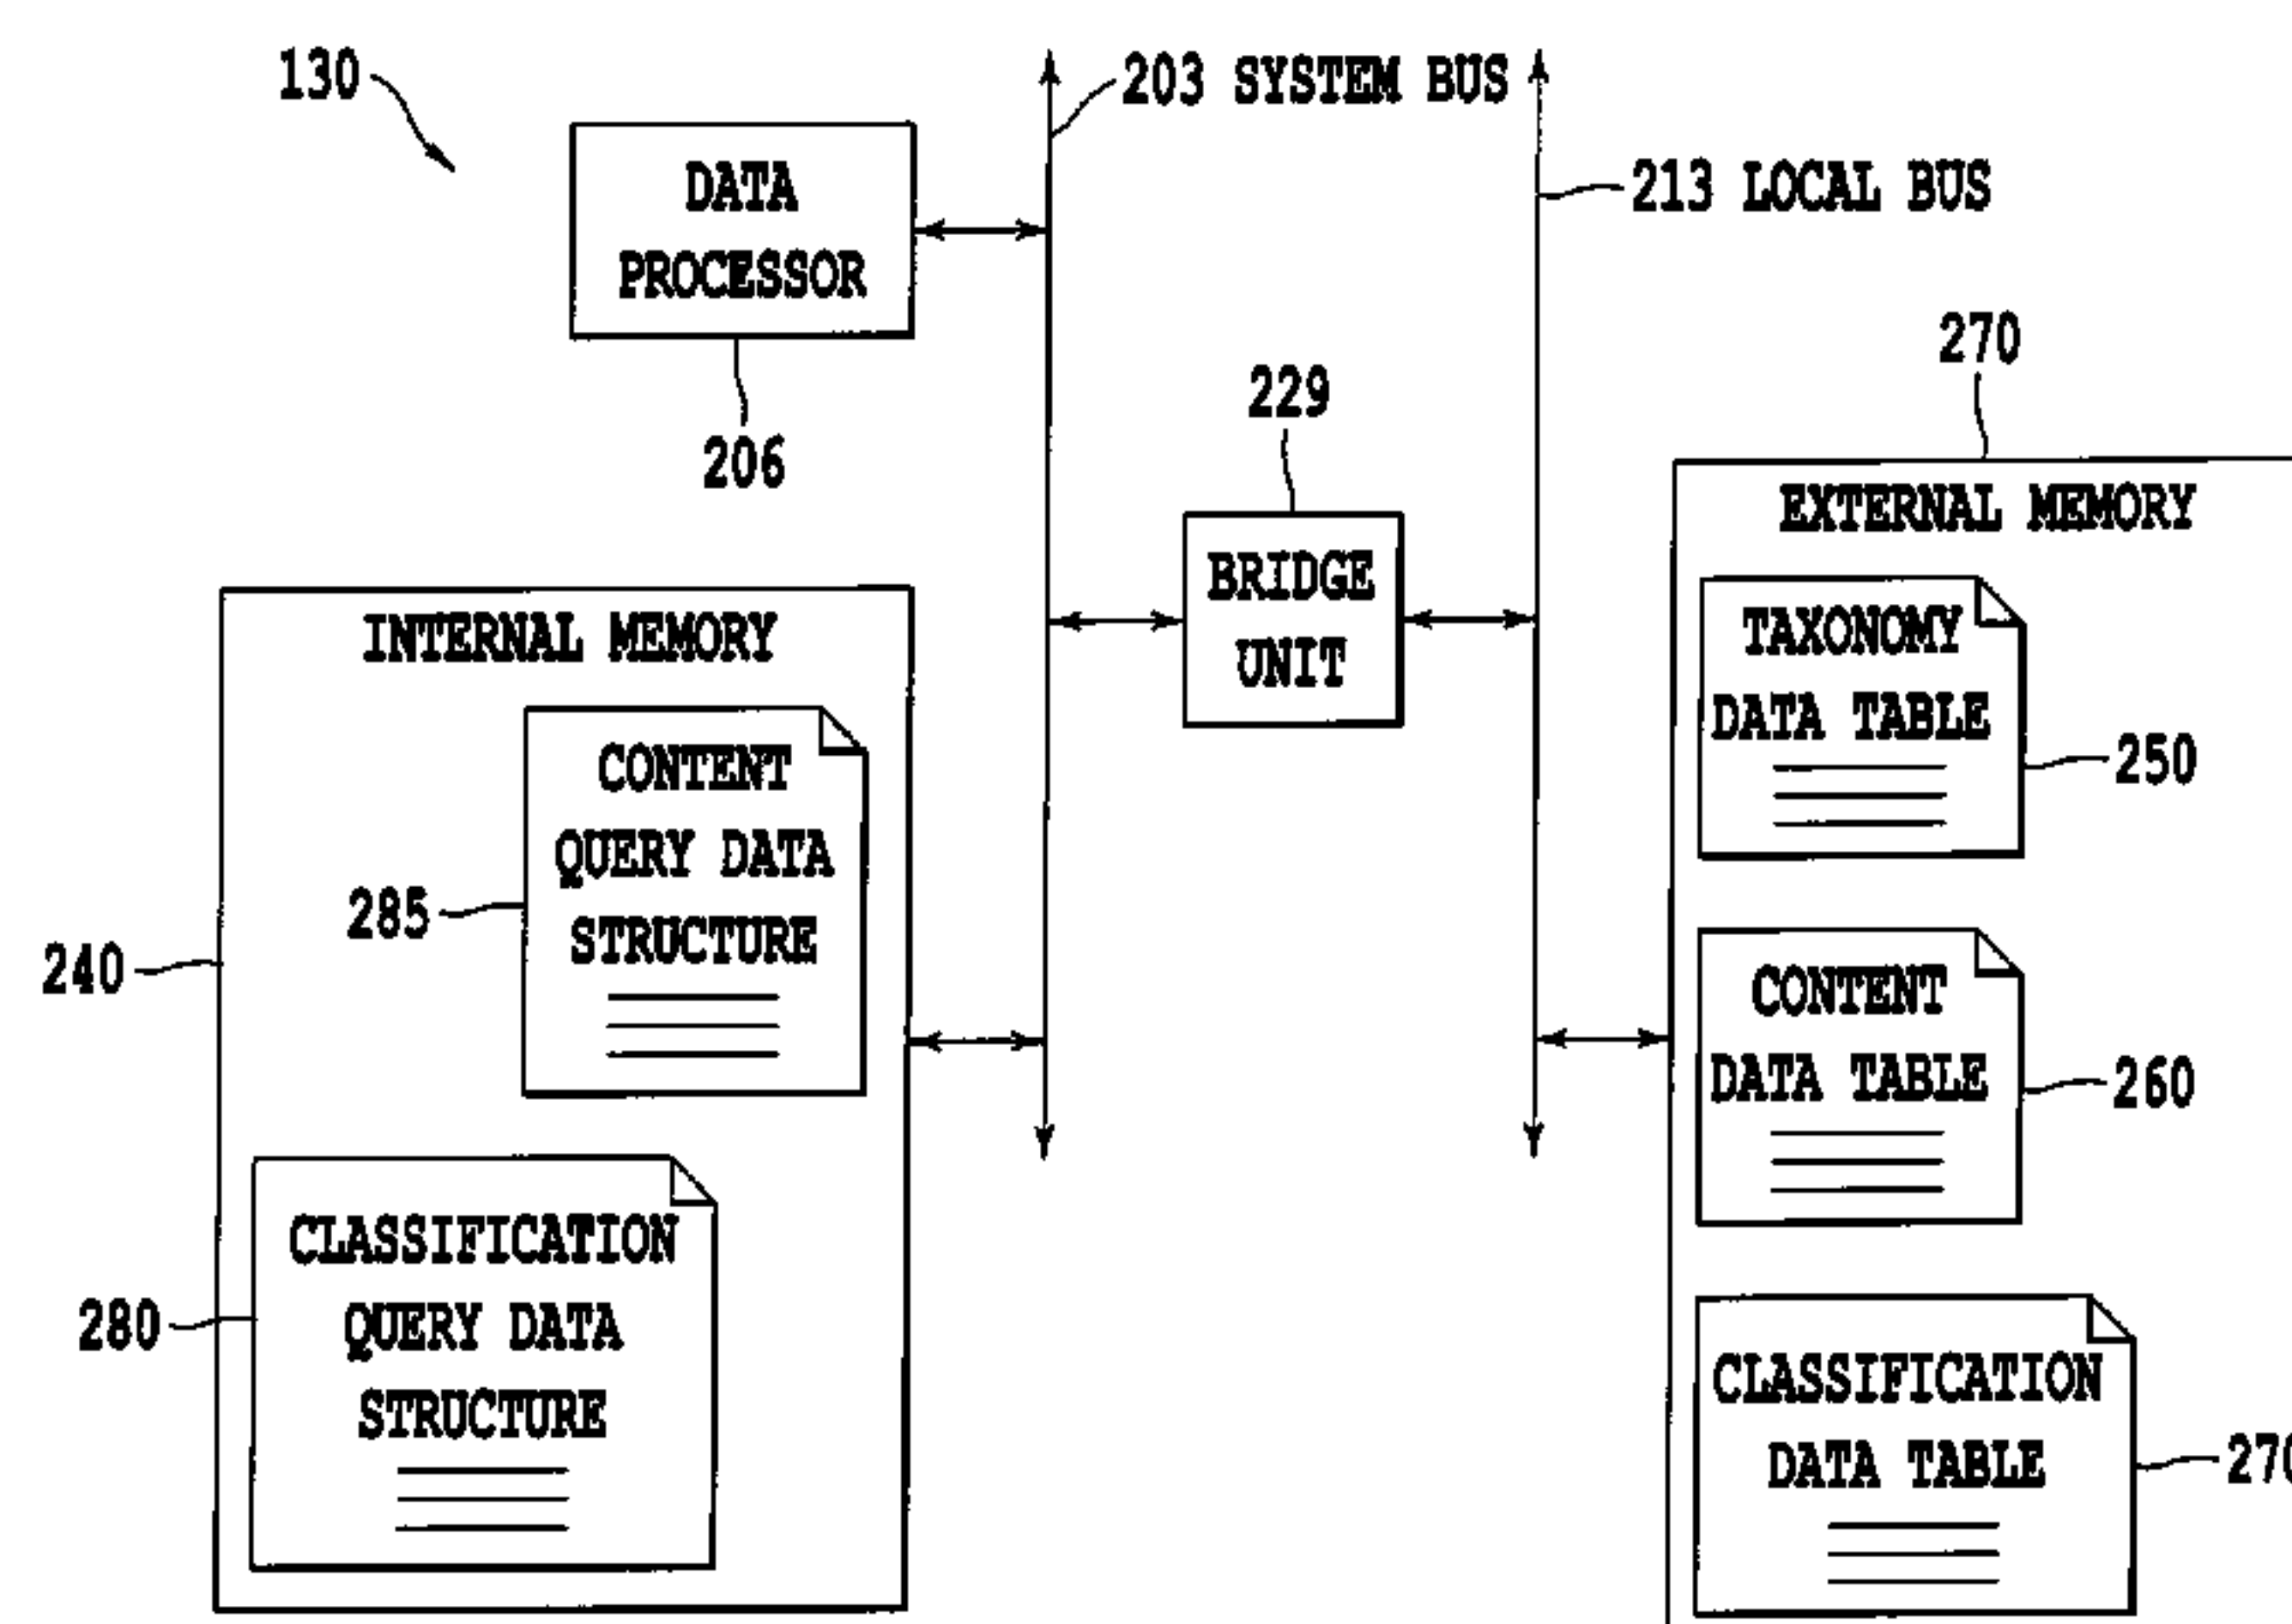 130
203 SYSTEM BUS
213 LOCAL BUS
DATA
PROCESSOR
206
229
BRIDGE
UNIT
270
EXTERNAL MEMORY
TAXONOMY
DATA TABLE
250
CONTENT
DATA TABLE
260
CLASSIFICATION
DATA TABLE
270
INTERNAL MEMORY
CONTENT
QUERY DATA
STRUCTURE
285
240
CLASSIFICATION
QUERY DATA
STRUCTURE
280